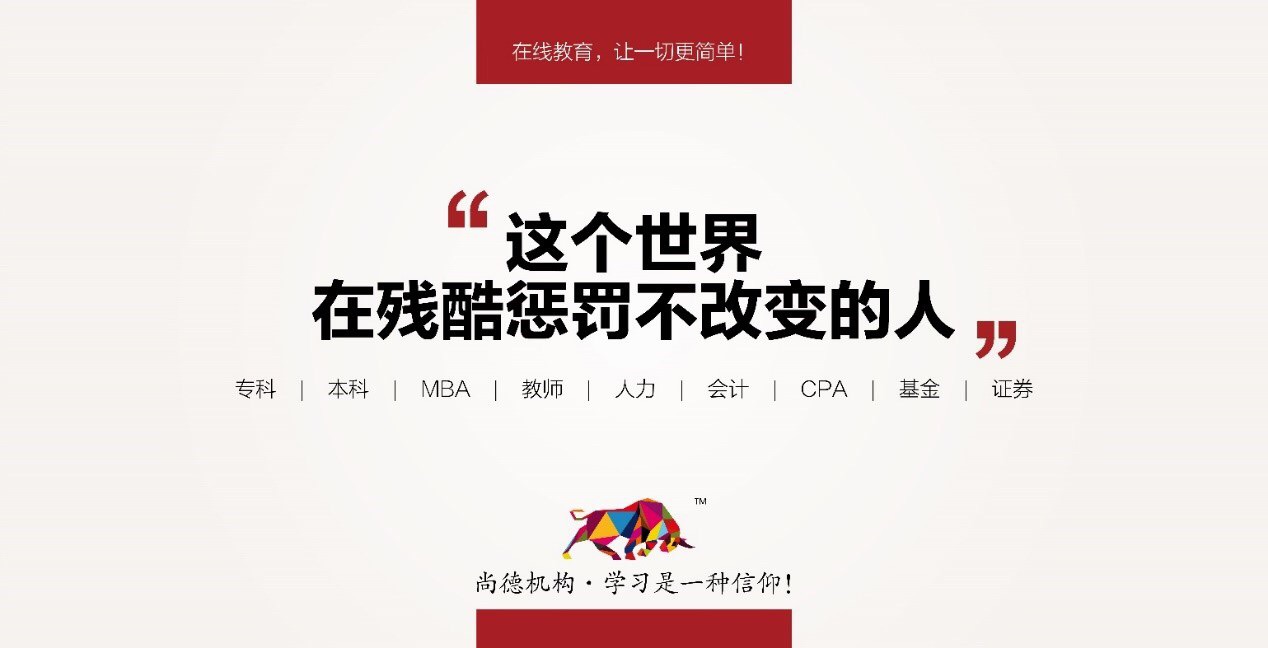 在线教育，让一切更简单！
“这个世界
在残酷惩罚不改变的人”
专科 | 本科 | MBA | 教师 | 人力 | 会计 | CPA | 基金 | 证券
TM
尚德机构·学习是一种信仰！